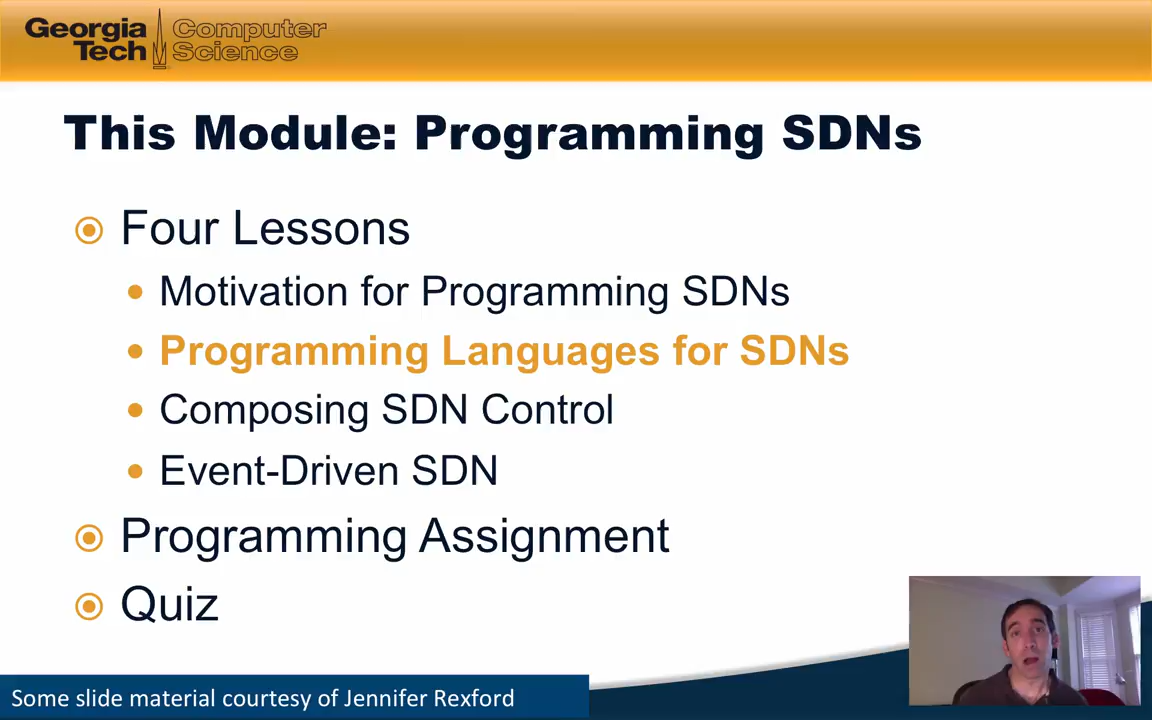 Georgia Tech
Computer Science
This Module: Programming SDNs
Four Lessons
Motivation for Programming SDNs
Programming Languages for SDNs
Composing SDN Control
Event-Driven SDN
Programming Assignment
Quiz
Some slide material courtesy of Jennifer Rexford